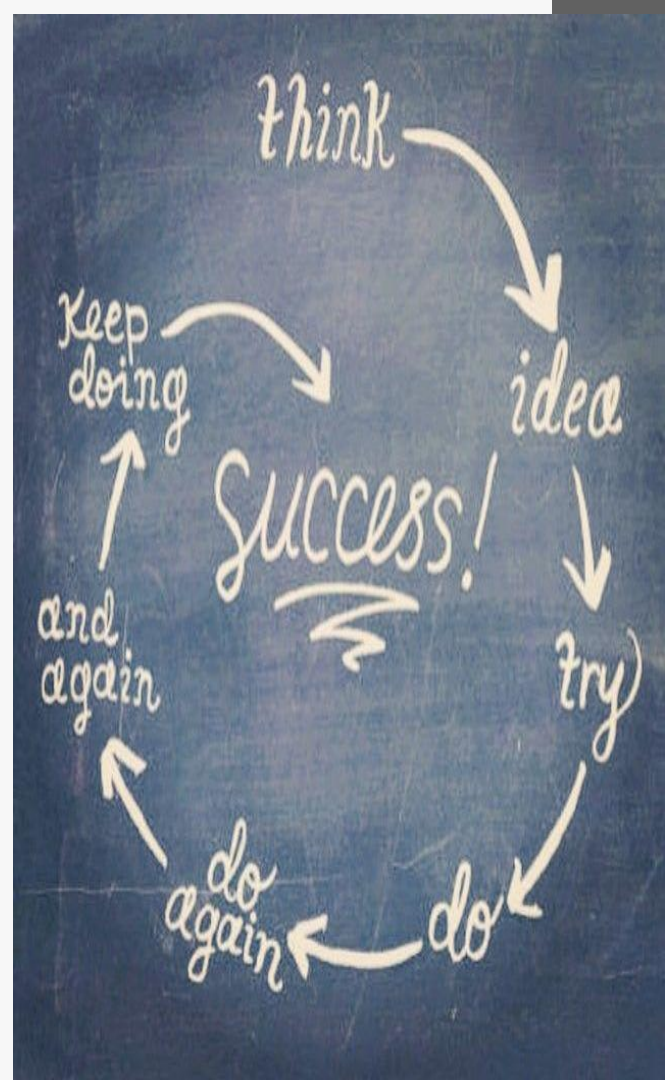 think
idea
try
do
do
again
and
again
keep
doing
success!